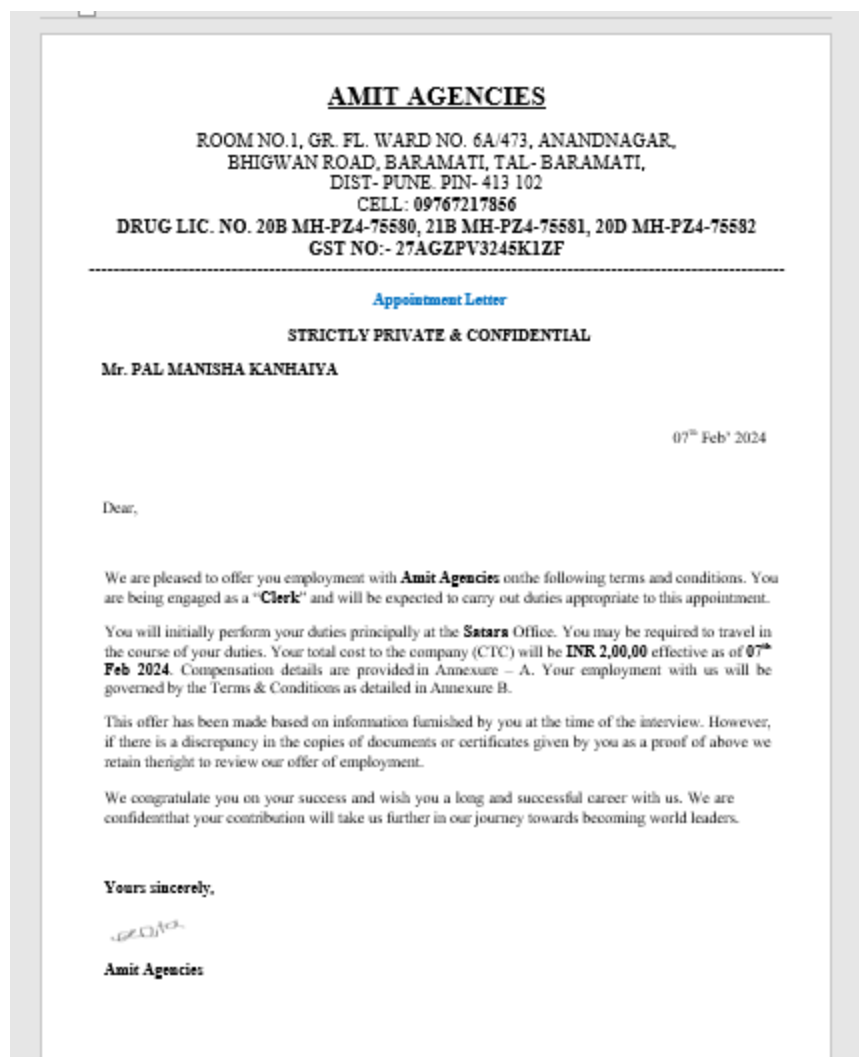 AMIT AGENCIES
ROOM NO.1, GR. FL. WARD NO. 6A/473, ANANDNAGAR,
BHIGWAN ROAD, BARAMATI, TAL- BARAMATI,
DIST- PUNE. PIN- 413 102
CELL: 09767217856
DRUG LIC. NO. 20B MH-PZ4-75580, 21B MH-PZ4-75581, 20D MH-PZ4-75582
GST NO:- 27AGZPV3245K1ZF
Appointment Letter
STRICTLY PRIVATE & CONFIDENTIAL
Mr. PAL MANISHA KANHAIYA
07th Feb' 2024
Dear,
We are pleased to offer you employment with Amit Agencies onthe following terms and conditions. You
are being engaged as a "Clerk" and will be expected to carry out duties appropriate to this appointment.
You will initially perform your duties principally at the Satara Office. You may be required to travel in
the course of your duties. Your total cost to the company (CTC) will be INR 2,00,00 effective as of 07th
Feb 2024. Compensation details are provided in Annexure – A. Your employment with us will be
governed by the Terms & Conditions as detailed in Annexure B.
This offer has been made based on information furnished by you at the time of the interview. However,
if there is a discrepancy in the copies of documents or certificates given by you as a proof of above we
retain theright to review our offer of employment.
We congratulate you on your success and wish you a long and successful career with us. We are
confidentthat your contribution will take us further in our journey towards becoming world leaders.
Yours sincerely,
Amit Agencies